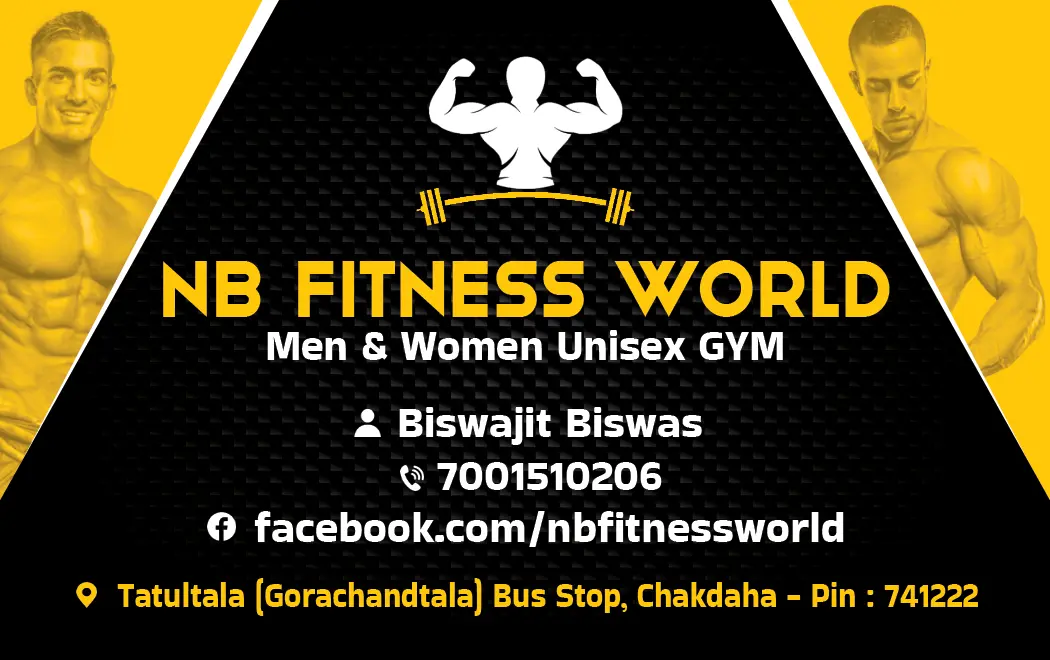 NB FITNESS WORLD
Men & Women Unisex GYM
Biswajit Biswas
7001510206
facebook.com/nbfitnessworld
Tatultala (Gorachandtala) Bus Stop, Chakdaha - Pin : 741222